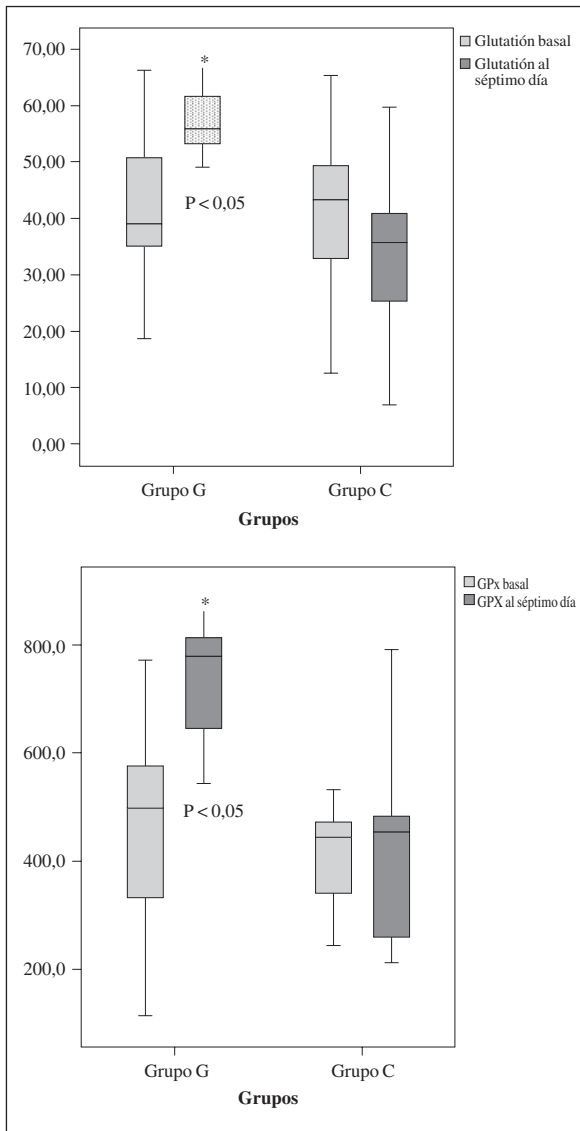 70,00
60,00
50,00
40,00
30,00
20,00
10,00
0,00
*
P < 0,05
Glutatión basal
Glutatión al
séptimo día
Grupo G
Grupo C
Grupos
800,0
600,0
400,0
200,0
*
P < 0,05
GPx basal
GPX al séptimo día
Grupo G
Grupo C
Grupos